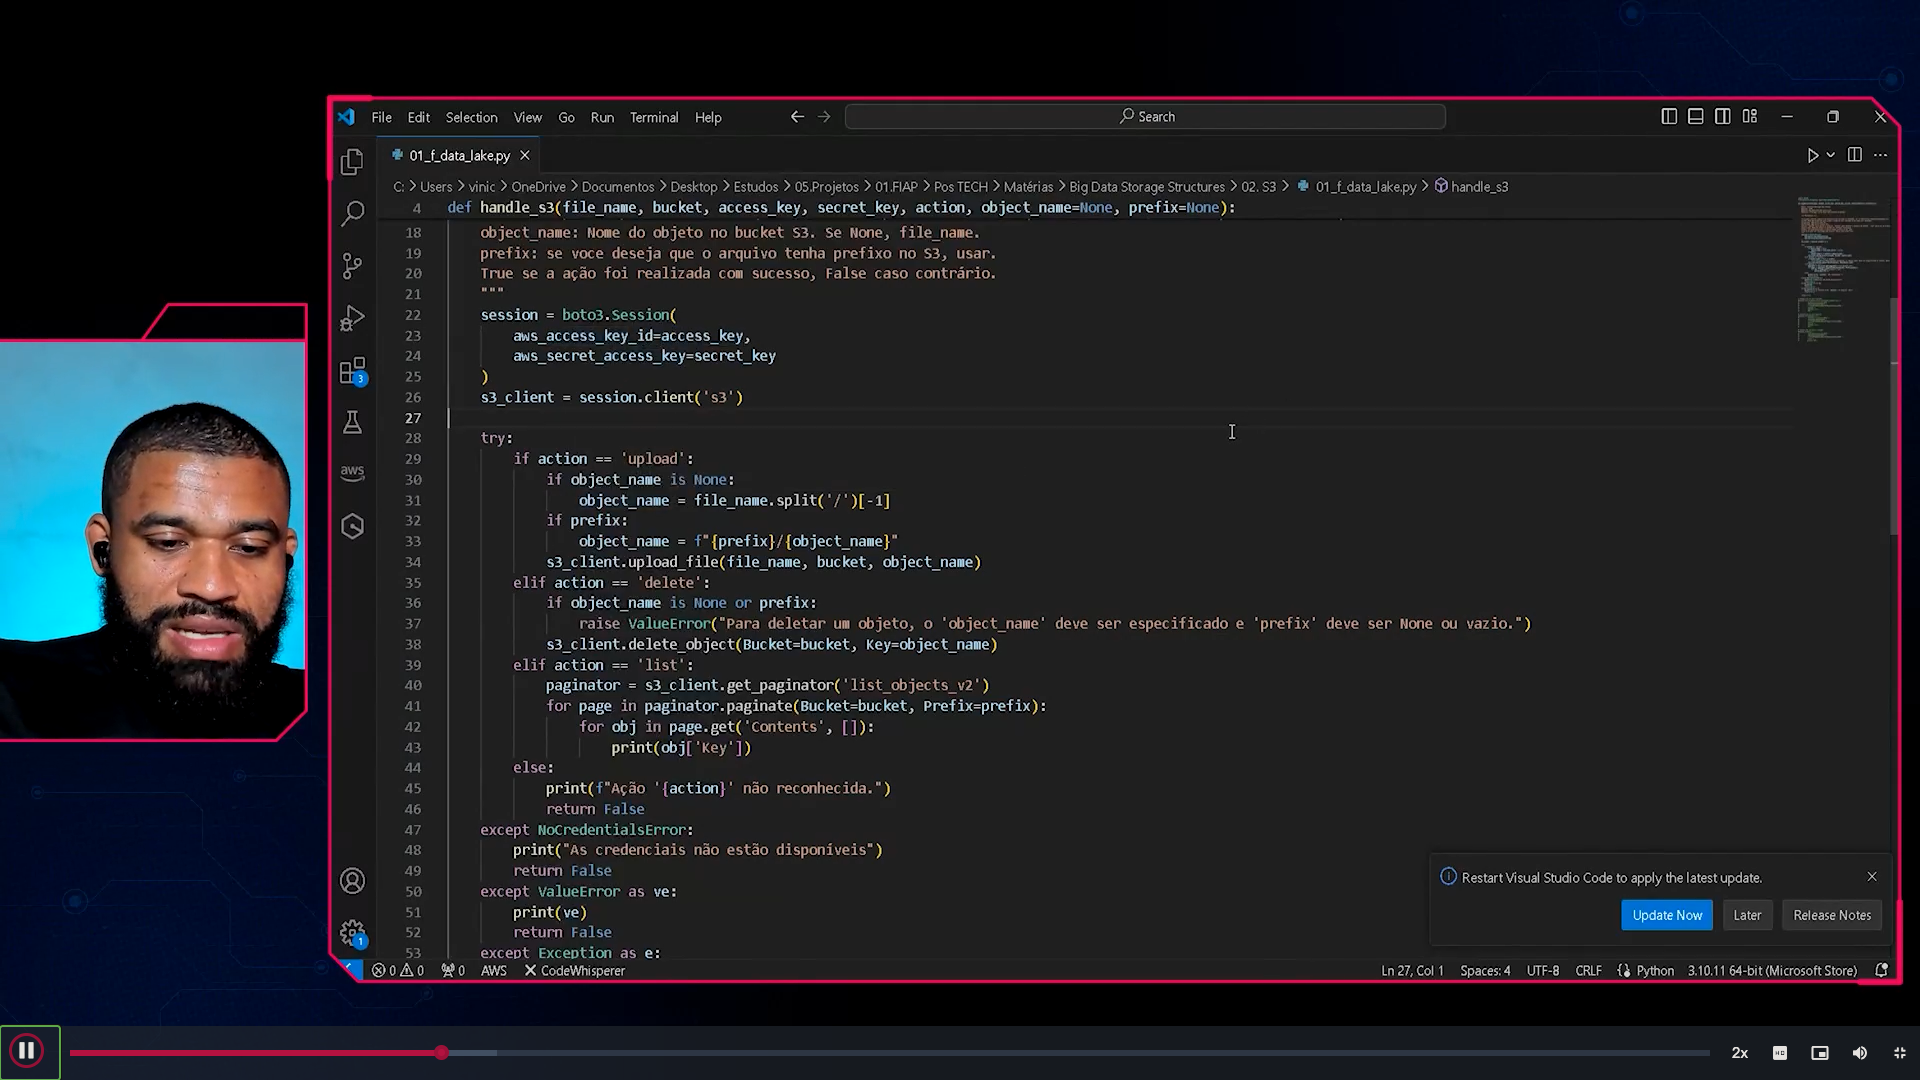 File Edit Selection View Go Run Terminal Help
Search
01_f_data_lake.py
C: > Users > vinic > OneDrive > Documentos > Desktop > Estudos > 05.Projetos > 01.FIAP > Pos TECH > Matérias > Big Data Storage Structures > 02. S3 > 01_f_data_lake.py > handle_s3
4 def handle_s3(file_name, bucket, access_key, secret_key, action, object_name=None, prefix=None):
18 object_name: Nome do objeto no bucket S3. Se None, file_name.
19 prefix: se voce deseja que o arquivo tenha prefixo no S3, usar.
20 True se a ação foi realizada com sucesso, False caso contrário.
21 """
22 session = boto3.Session(
23 aws_access_key_id=access_key,
24 aws_secret_access_key=secret_key
25 )
26 s3_client = session.client('s3')
27
28 try:
29 if action == 'upload':
30 if object_name is None:
31 object_name = file_name.split('/')[-1]
32 if prefix:
33 object_name = f"{prefix}/{object_name}"
34 s3_client.upload_file(file_name, bucket, object_name)
35 elif action == 'delete':
36 if object_name is None or prefix:
37 raise ValueError("Para deletar um objeto, o 'object_name' deve ser especificado e 'prefix' deve ser None ou vazio.")
38 s3_client.delete_object(Bucket=bucket, Key=object_name)
39 elif action == 'list':
40 paginator = s3_client.get_paginator('list_objects_v2')
41 for page in paginator.paginate(Bucket=bucket, Prefix=prefix):
42 for obj in page.get('Contents', []):
43 print(obj['Key'])
44 else:
45 print(f"Ação '{action}' não reconhecida.")
46 return False
47 except NoCredentialsError:
48 print("As credenciais não estão disponíveis")
49 return False
50 except ValueError as ve:
51 print(ve)
52 return False
53 except Exception as e:
3
aws
1
Restart Visual Studio Code to apply the latest update.
Update Now Later Release Notes
0 0 0 AWS CodeWhisperer
Ln 27, Col 1 Spaces: 4 UTF-8 CRLF Python 3.10.11 64-bit (Microsoft Store)
2x